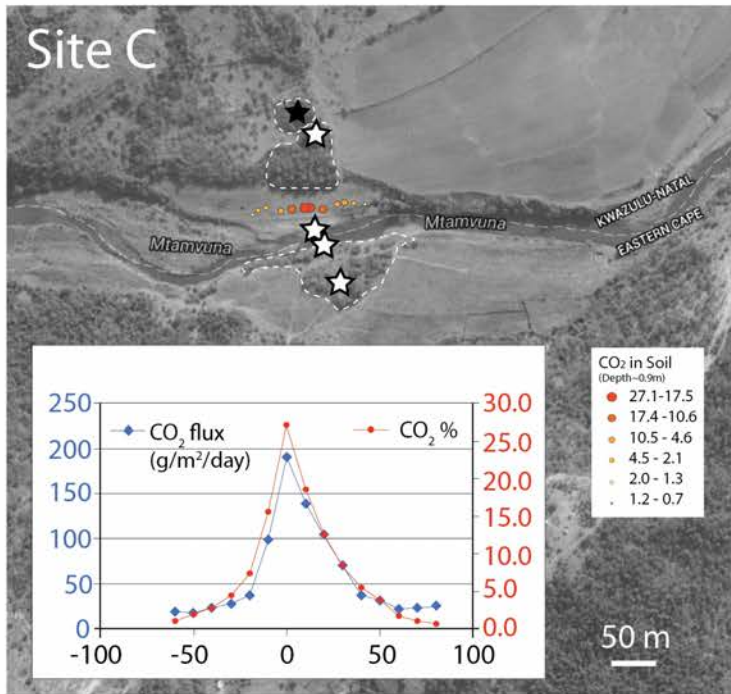 Site C
KWAZULU-NATAL
EASTERN CAPE
Mtamvuna
Mtamvuna
CO₂ in Soil
(Depth~0.9m)
27.1-17.5
17.4 -10.6
10.5 - 4.6
4.5 - 2.1
2.0 - 1.3
1.2 - 0.7
250
200
150
100
50
0
CO₂ flux
(g/m²/day)
CO₂ %
30.0
25.0
20.0
15.0
10.0
5.0
0.0
-100
-50
0
50
100
50 m